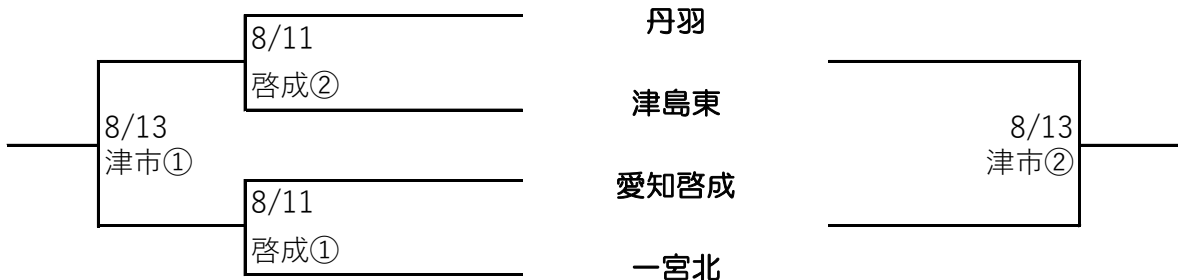 丹羽
8/11
啓成②
津島東
8/13
津市①
8/13
津市②
愛知啓成
8/11
啓成①
一宮北